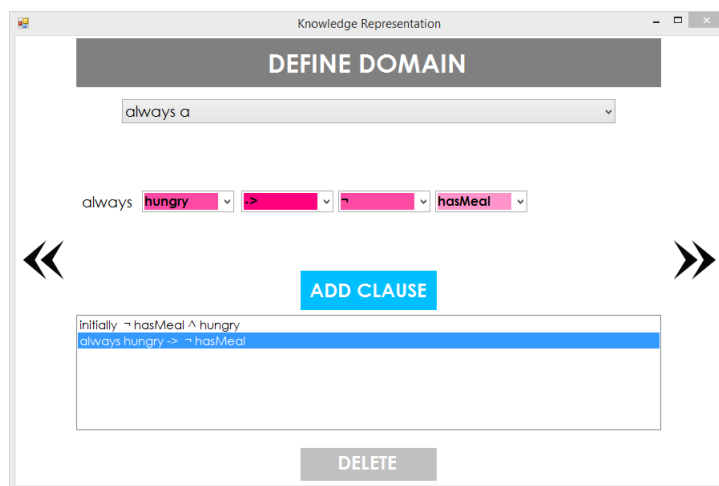 Knowledge Representation
DEFINE DOMAIN
always a
always hungry -> ¬ hasMeal
ADD CLAUSE
initially ¬ hasMeal ^ hungry
always hungry -> ¬ hasMeal
DELETE